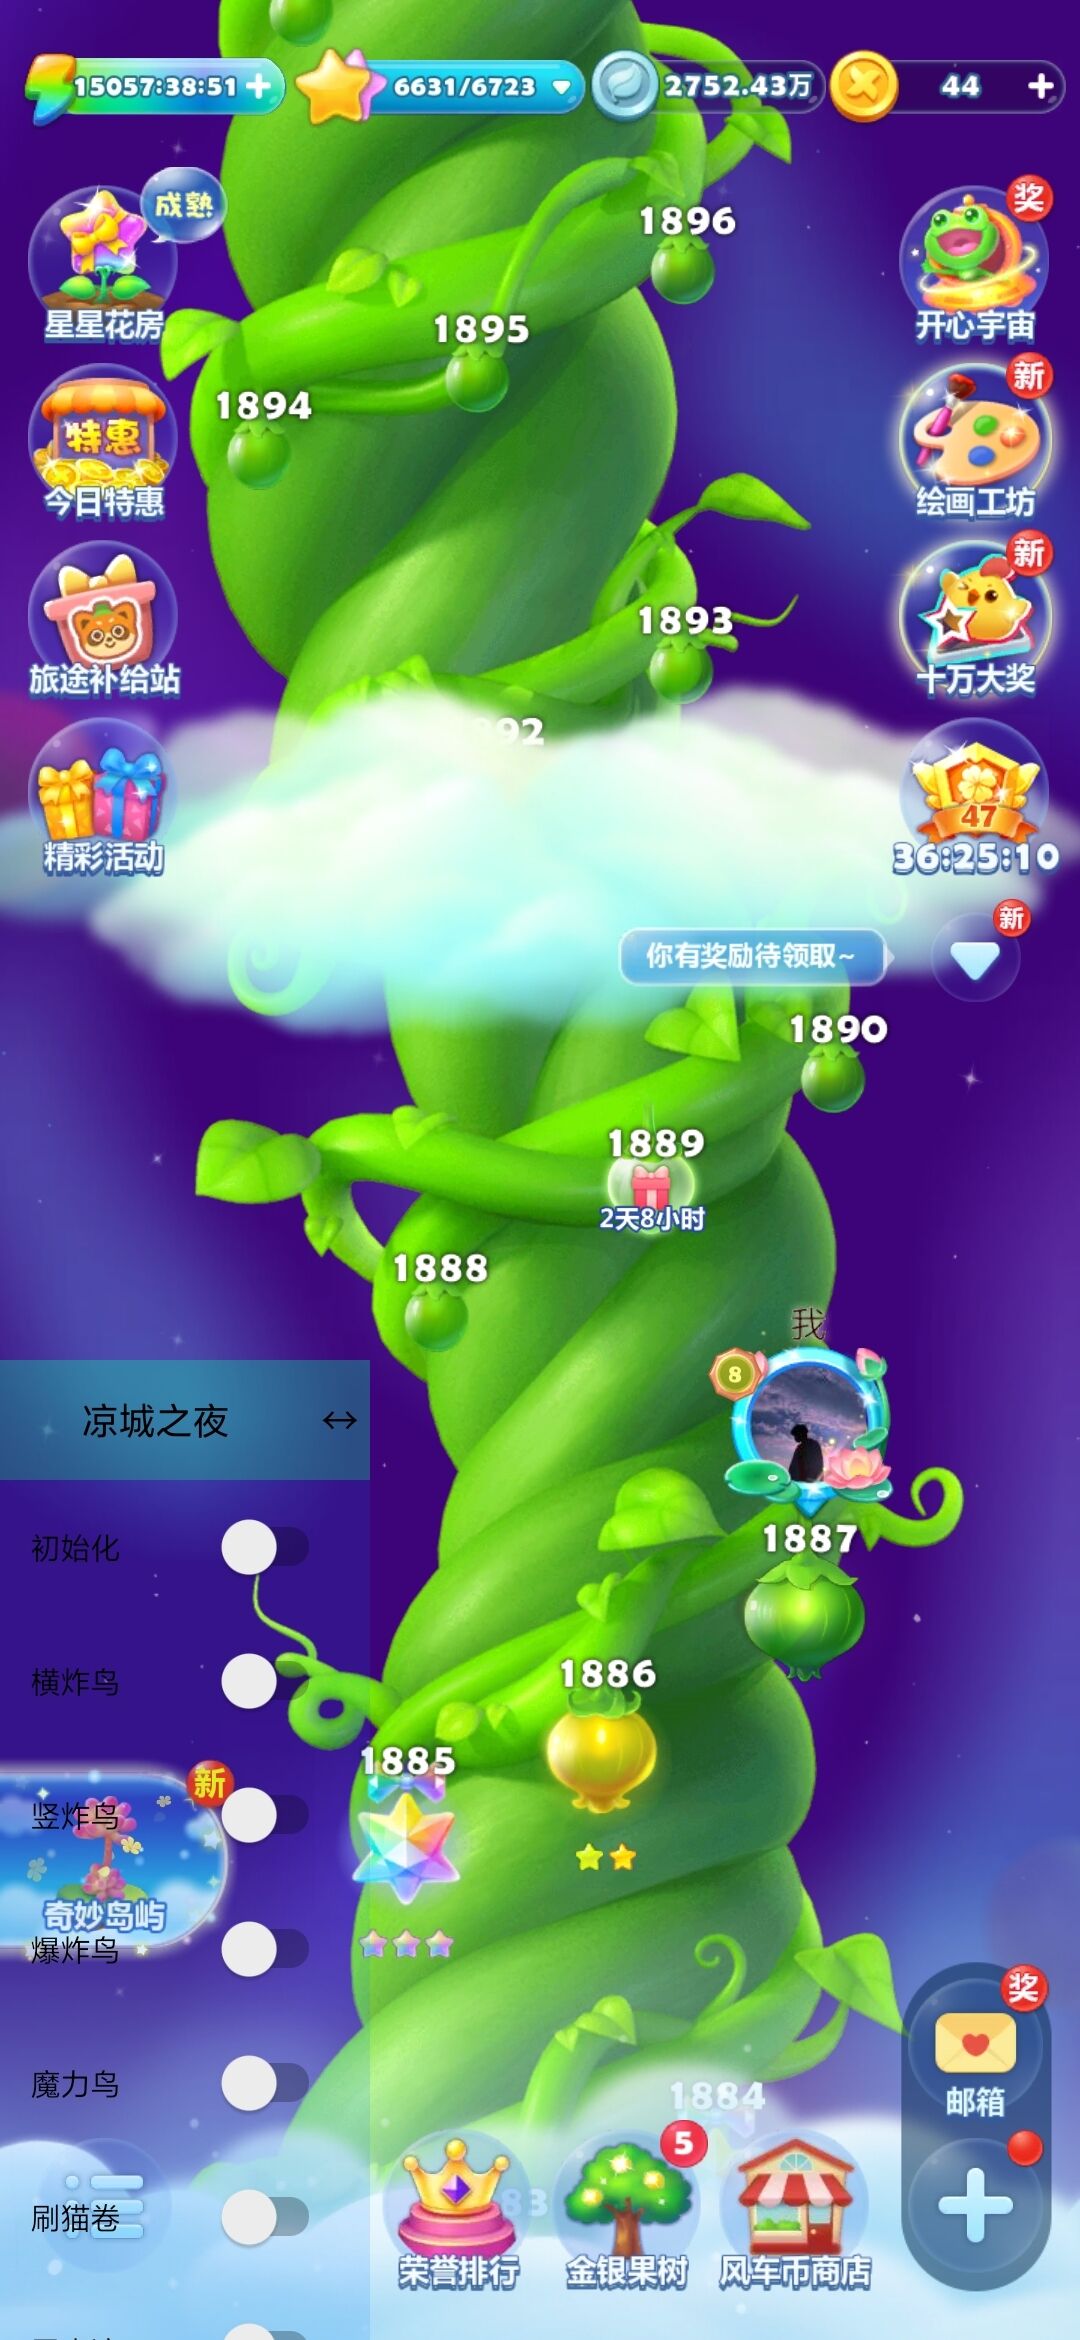 15057:38:51
6631/6723
2752.43万
44
成熟
奖
1896
星星花房
开心宇宙
1895
新
1894
特惠
今日特惠
绘画工坊
新
1893
旅途补给站
十万大奖
47
精彩活动
36:25:10
新
你有奖励待领取~
1890
1889
2天8小时
1888
我
8
凉城之夜
1887
初始化
1886
横炸鸟
1885
新
竖炸鸟
奇妙岛屿
爆炸鸟
奖
魔力鸟
1884
邮箱
5
刷猫卷
荣誉排行
金银果树
风车币商店